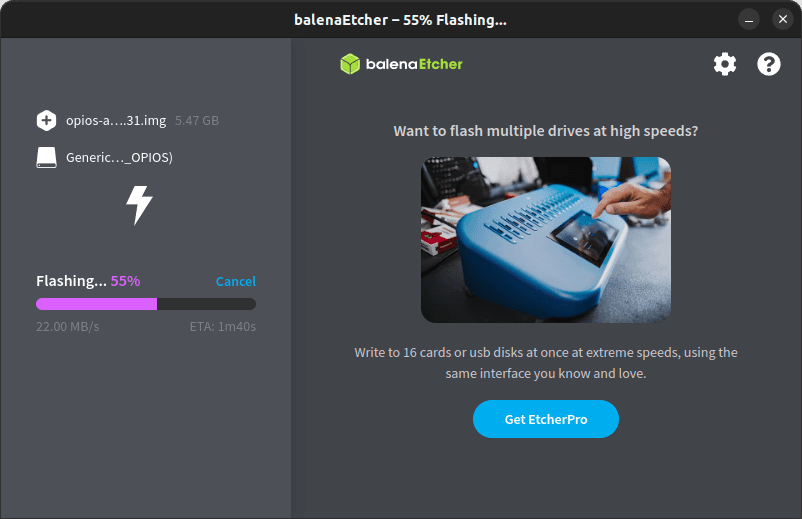 balenaEtcher – 55% Flashing...
balenaEtcher
opios-a....31.img 5.47 GB
Generic…_OPIOS)
Flashing... 55% Cancel
22.00 MB/s ETA: 1m40s
Want to flash multiple drives at high speeds?
Write to 16 cards or usb disks at once at extreme speeds, using the
same interface you know and love.
Get EtcherPro